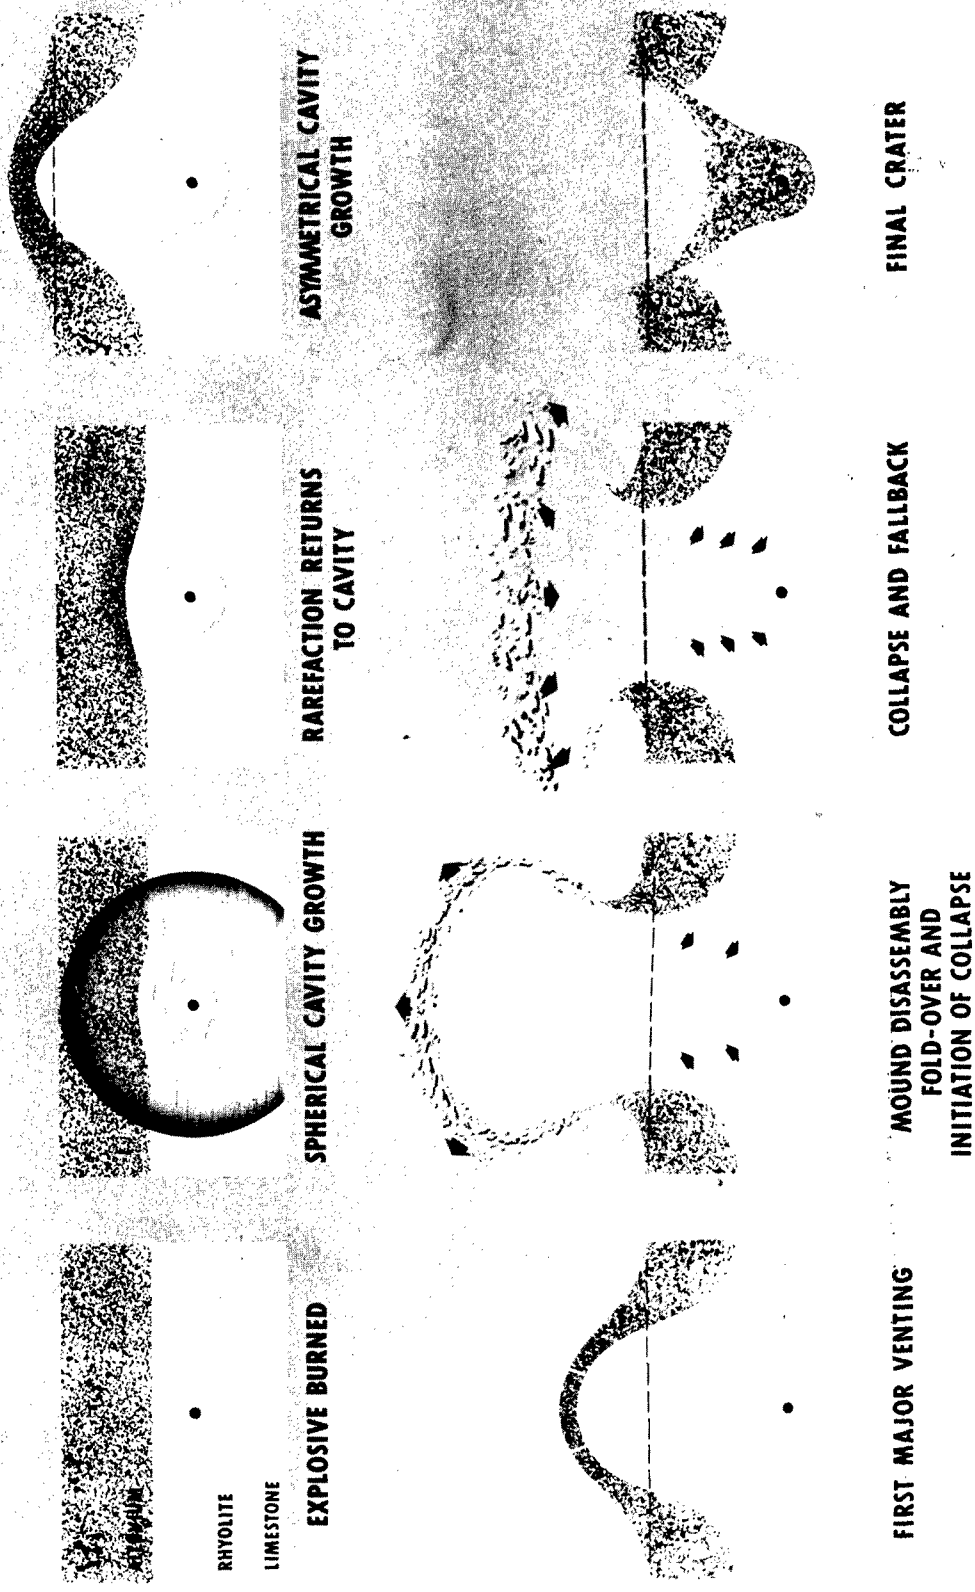 ALLUVIUM
RHYOLITE
LIMESTONE
EXPLOSIVE BURNED
SPHERICAL CAVITY GROWTH
RAREFACTION RETURNS
TO CAVITY
ASYMMETRICAL CAVITY
GROWTH
FIRST MAJOR VENTING
MOUND DISASSEMBLY
FOLD-OVER AND
INITIATION OF COLLAPSE
COLLAPSE AND FALLBACK
FINAL CRATER